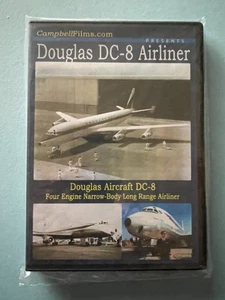 CampbellFilms.com
PRESENTS
Douglas DC-8 Airliner
Douglas Aircraft DC-8
Four Engine Narrow-Body Long Range Airliner